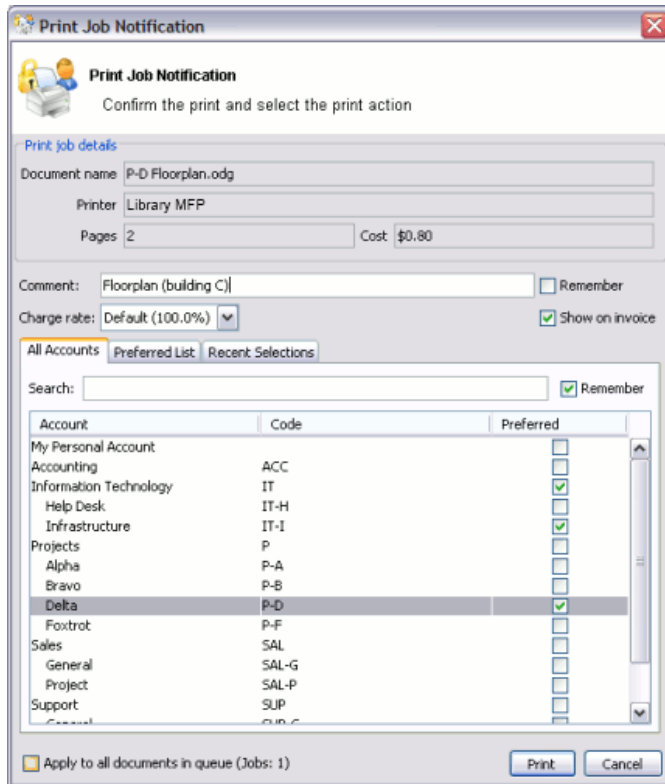 Print Job Notification
Print Job Notification
Confirm the print and select the print action
Print job details
Document name P-D Floorplan.odg
Printer Library MFP
Pages 2 Cost $0.80
Comment: Floorplan (building C) Remember
Charge rate: Default (100.0%) Show on invoice
All Accounts Preferred List Recent Selections
Search: Remember
Account Code Preferred
My Personal Account
Accounting ACC
Information Technology IT
Help Desk IT-H
Infrastructure IT-I
Projects P
Alpha P-A
Bravo P-B
Delta P-D
Foxtrot P-F
Sales SAL
General SAL-G
Project SAL-P
Support SUP
General SUP-G
Apply to all documents in queue (Jobs: 1) Print Cancel